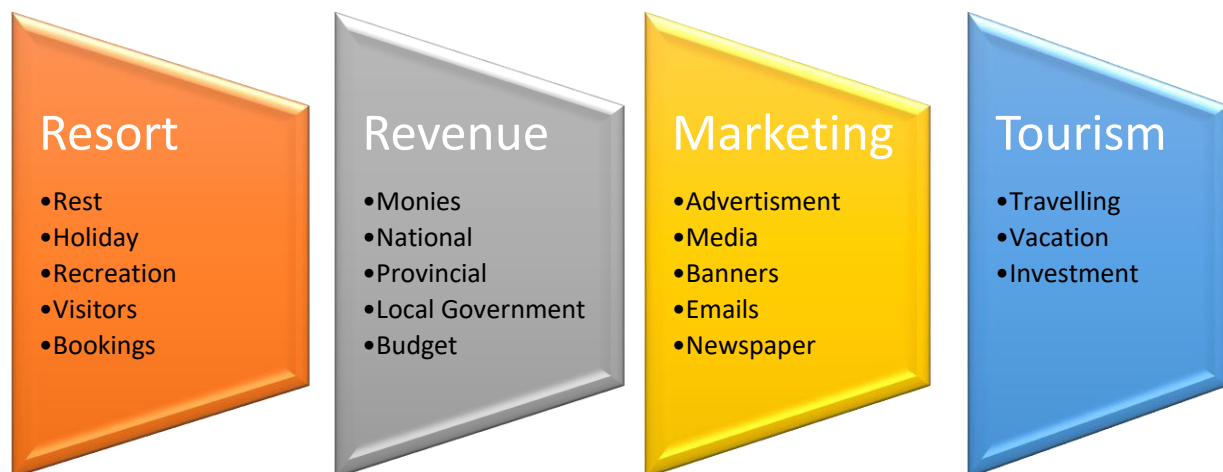 Resort
•Rest
•Holiday
•Recreation
•Visitors
•Bookings
Revenue
•Monies
•National
•Provincial
•Local Government
•Budget
Marketing
•Advertisment
•Media
•Banners
•Emails
•Newspaper
Tourism
•Travelling
•Vacation
•Investment